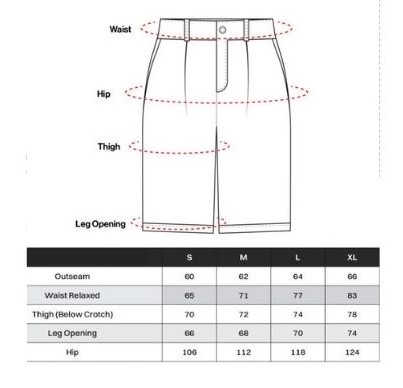 Waist
Hip
Thigh
Leg Opening
S M L XL
Outseam 60 62 64 66
Waist Relaxed 65 71 77 83
Thigh (Below Crotch) 70 72 74 78
Leg Opening 66 68 70 74
Hip 106 112 118 124